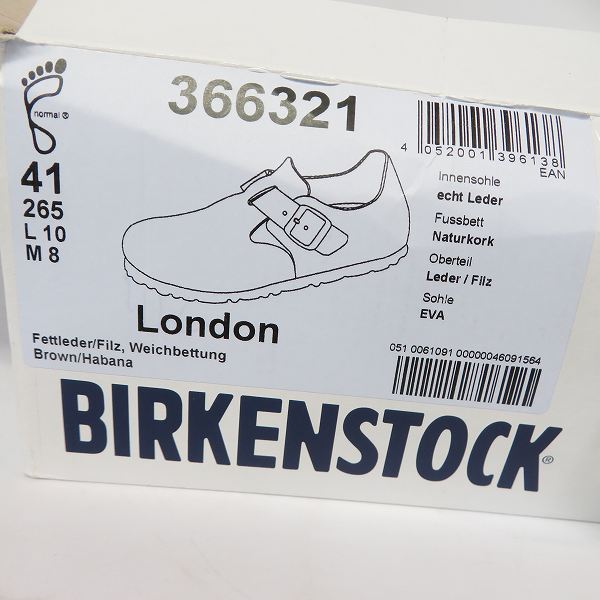 normal ®
366321
4 052001 396138
EAN
41
265
L 10
M 8
Innensohle
echt Leder
Fussbett
Naturkork
Oberteil
Leder / Filz
Sohle
EVA
London
Fettleder/Filz, Weichbettung
Brown/Habana
051 0061091 00000046091564
BIRKENSTOCK®